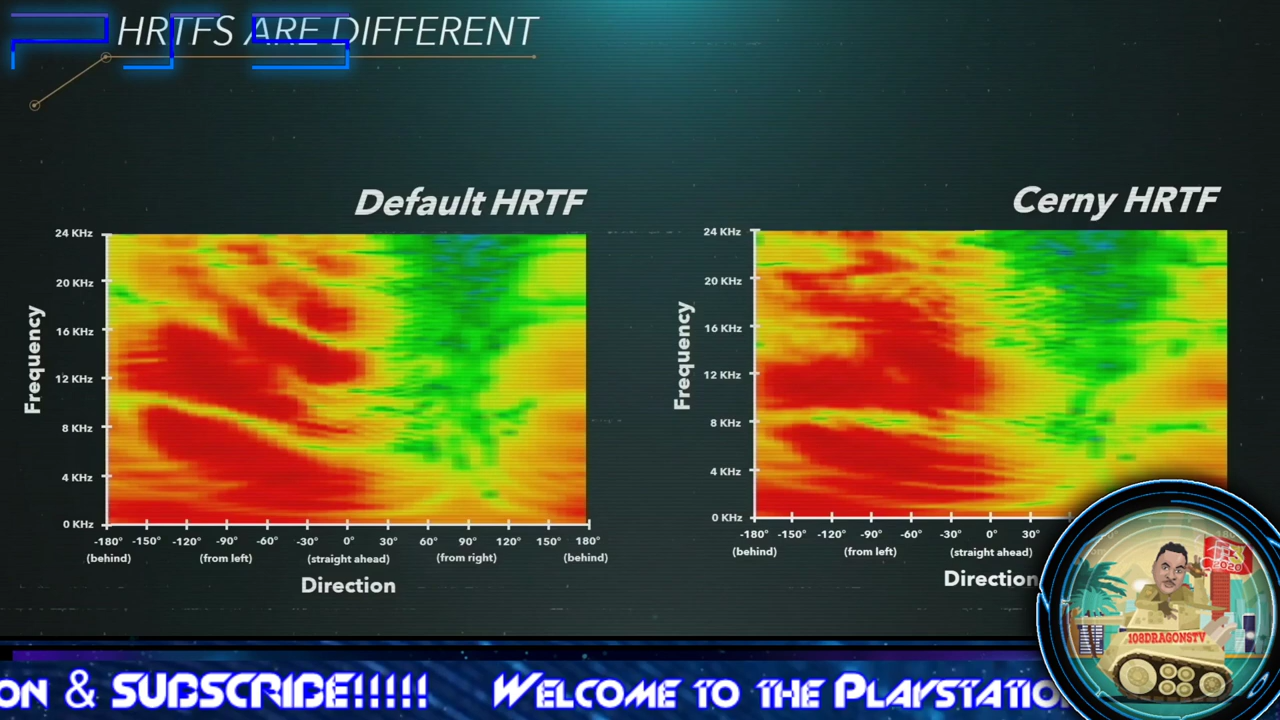 HRTFS ARE DIFFERENT
PS5
Default HRTF
24 KHz
20 KHz
16 KHz
12 KHz
8 KHz
4 KHz
0 KHz
Frequency
-180° -150° -120° -90° -60° -30° 0° 30° 60° 90° 120° 150° 180°
(behind) (from left) (straight ahead) (from right) (behind)
Direction
Cerny HRTF
24 KHz
20 KHz
16 KHz
12 KHz
8 KHz
4 KHz
0 KHz
Frequency
-180° -150° -120° -90° -60° -30° 0° 30°
(behind) (from left) (straight ahead)
Direction
2020
108DRAGONSTV
ON & SUBSCRIBE!!!!! WELCOME TO THE PLAYSTATIO